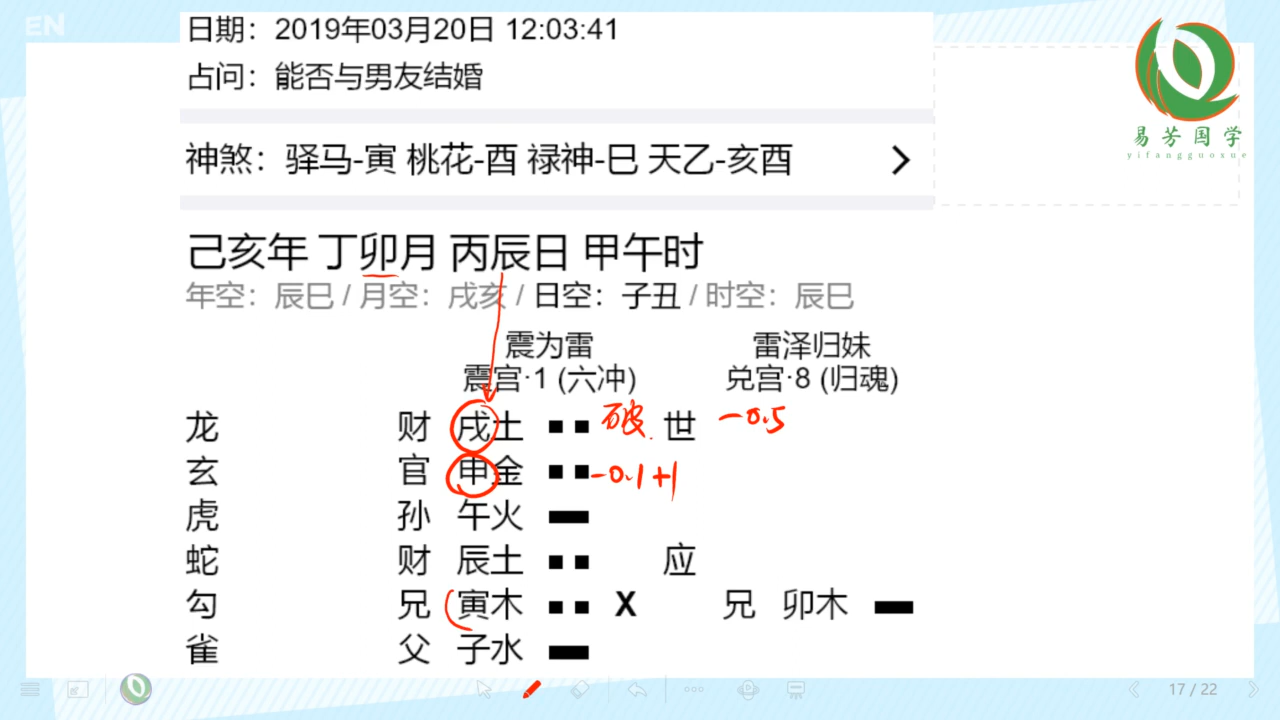 EN
日期：2019年03月20日 12:03:41
占问：能否与男友结婚
易芳国学
yifangguoxue
神煞：驿马-寅 桃花-酉 禄神-巳 天乙-亥酉
己亥年 丁卯月 丙辰日 甲午时
年空：辰巳 / 月空：戌亥 / 日空：子丑 / 时空：辰巳
震为雷 雷泽归妹
震宫·1 (六冲) 兑宫·8 (归魂)
龙 财 戌土 破 世 -0.5
玄 官 申金 -0.1+1
虎 孙 午火
蛇 财 辰土 应
勾 兄 寅木 X 兄 卯木
雀 父 子水
17 / 22